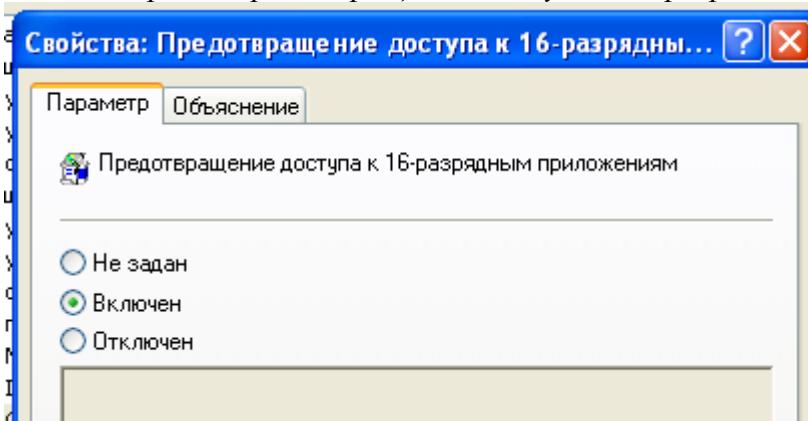 Свойства: Предотвращение доступа к 16-разрядны...
Параметр Объяснение
Предотвращение доступа к 16-разрядным приложениям
Не задан
Включен
Отключен